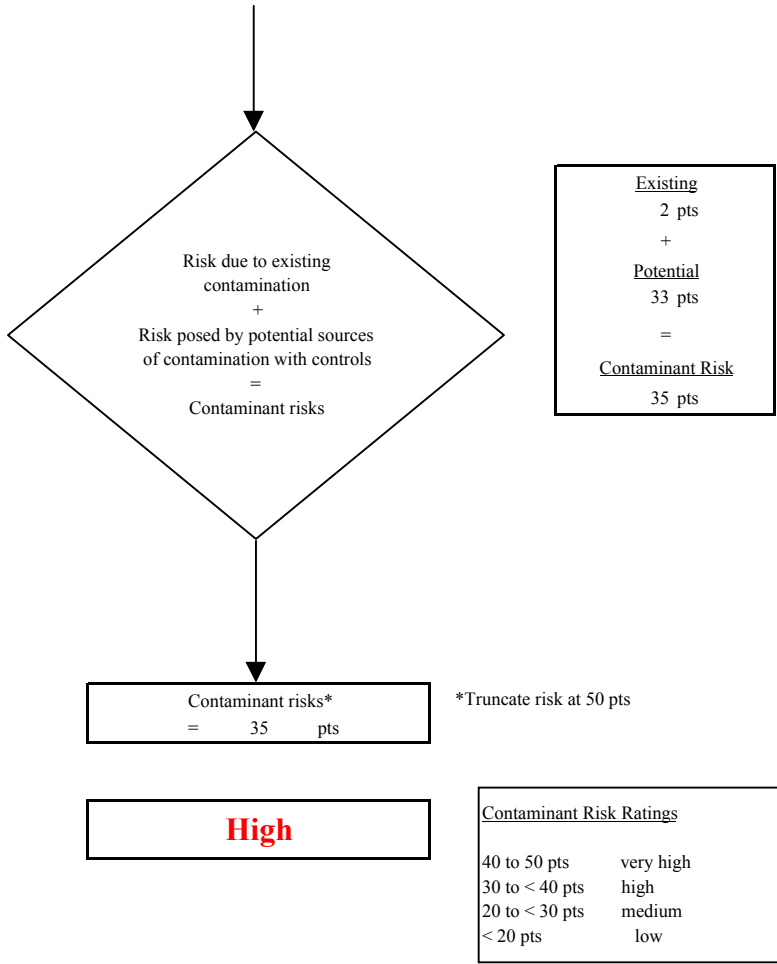 Risk due to existing
contamination
+
Risk posed by potential sources
of contamination with controls
=
Contaminant risks
Existing
2 pts
+
Potential
33 pts
=
Contaminant Risk
35 pts
Contaminant risks*
= 35 pts
*Truncate risk at 50 pts
High
Contaminant Risk Ratings
40 to 50 pts very high
30 to < 40 pts high
20 to < 30 pts medium
< 20 pts low